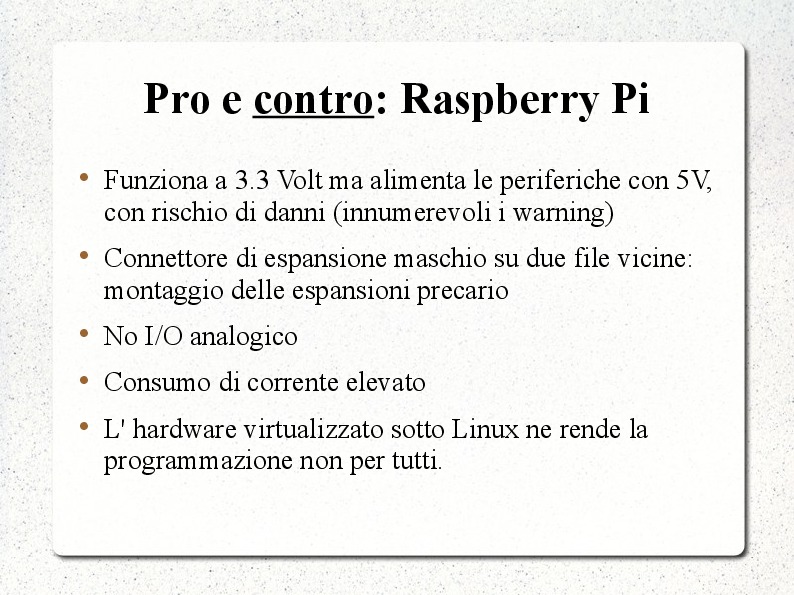 Pro e contro: Raspberry Pi
Funziona a 3.3 Volt ma alimenta le periferiche con 5V,
con rischio di danni (innumerevoli i warning)
Connettore di espansione maschio su due file vicine:
montaggio delle espansioni precario
No I/O analogico
Consumo di corrente elevato
L' hardware virtualizzato sotto Linux ne rende la
programmazione non per tutti.